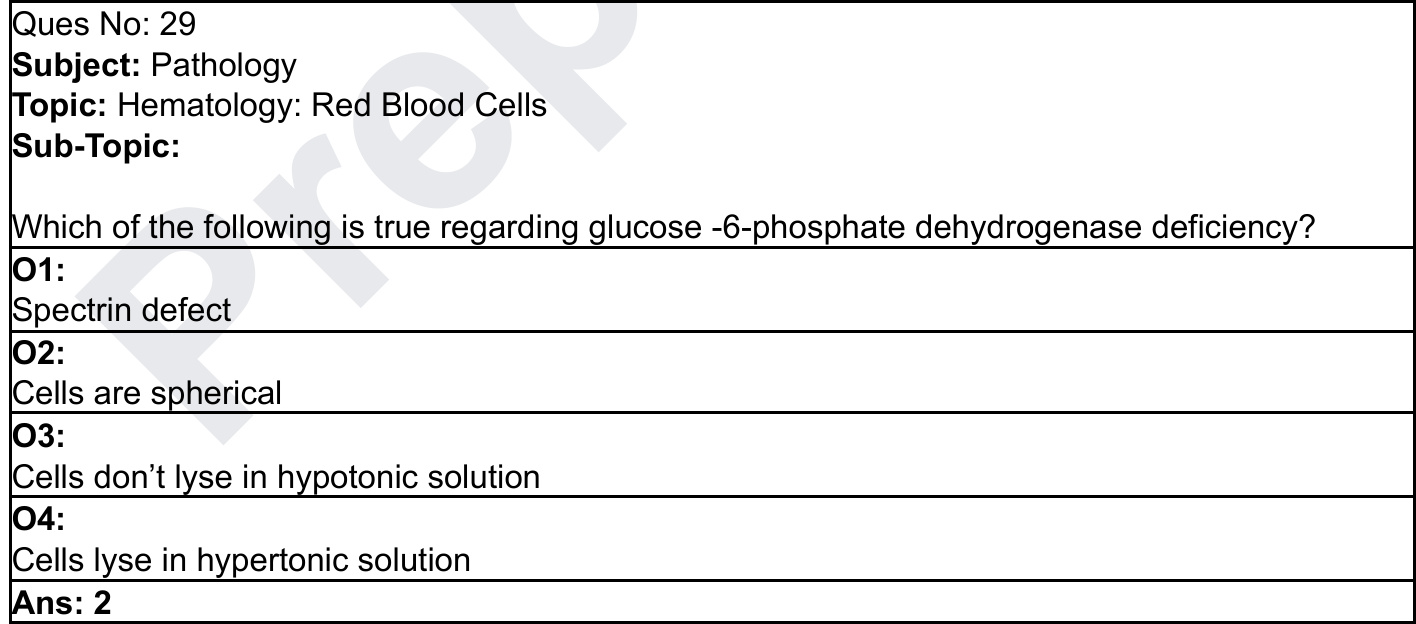 Ques No: 29
Subject: Pathology
Topic: Hematology: Red Blood Cells
Sub-Topic:
Which of the following is true regarding glucose -6-phosphate dehydrogenase deficiency?
O1:
Spectrin defect
O2:
Cells are spherical
O3:
Cells don’t lyse in hypotonic solution
O4:
Cells lyse in hypertonic solution
Ans: 2
Prep